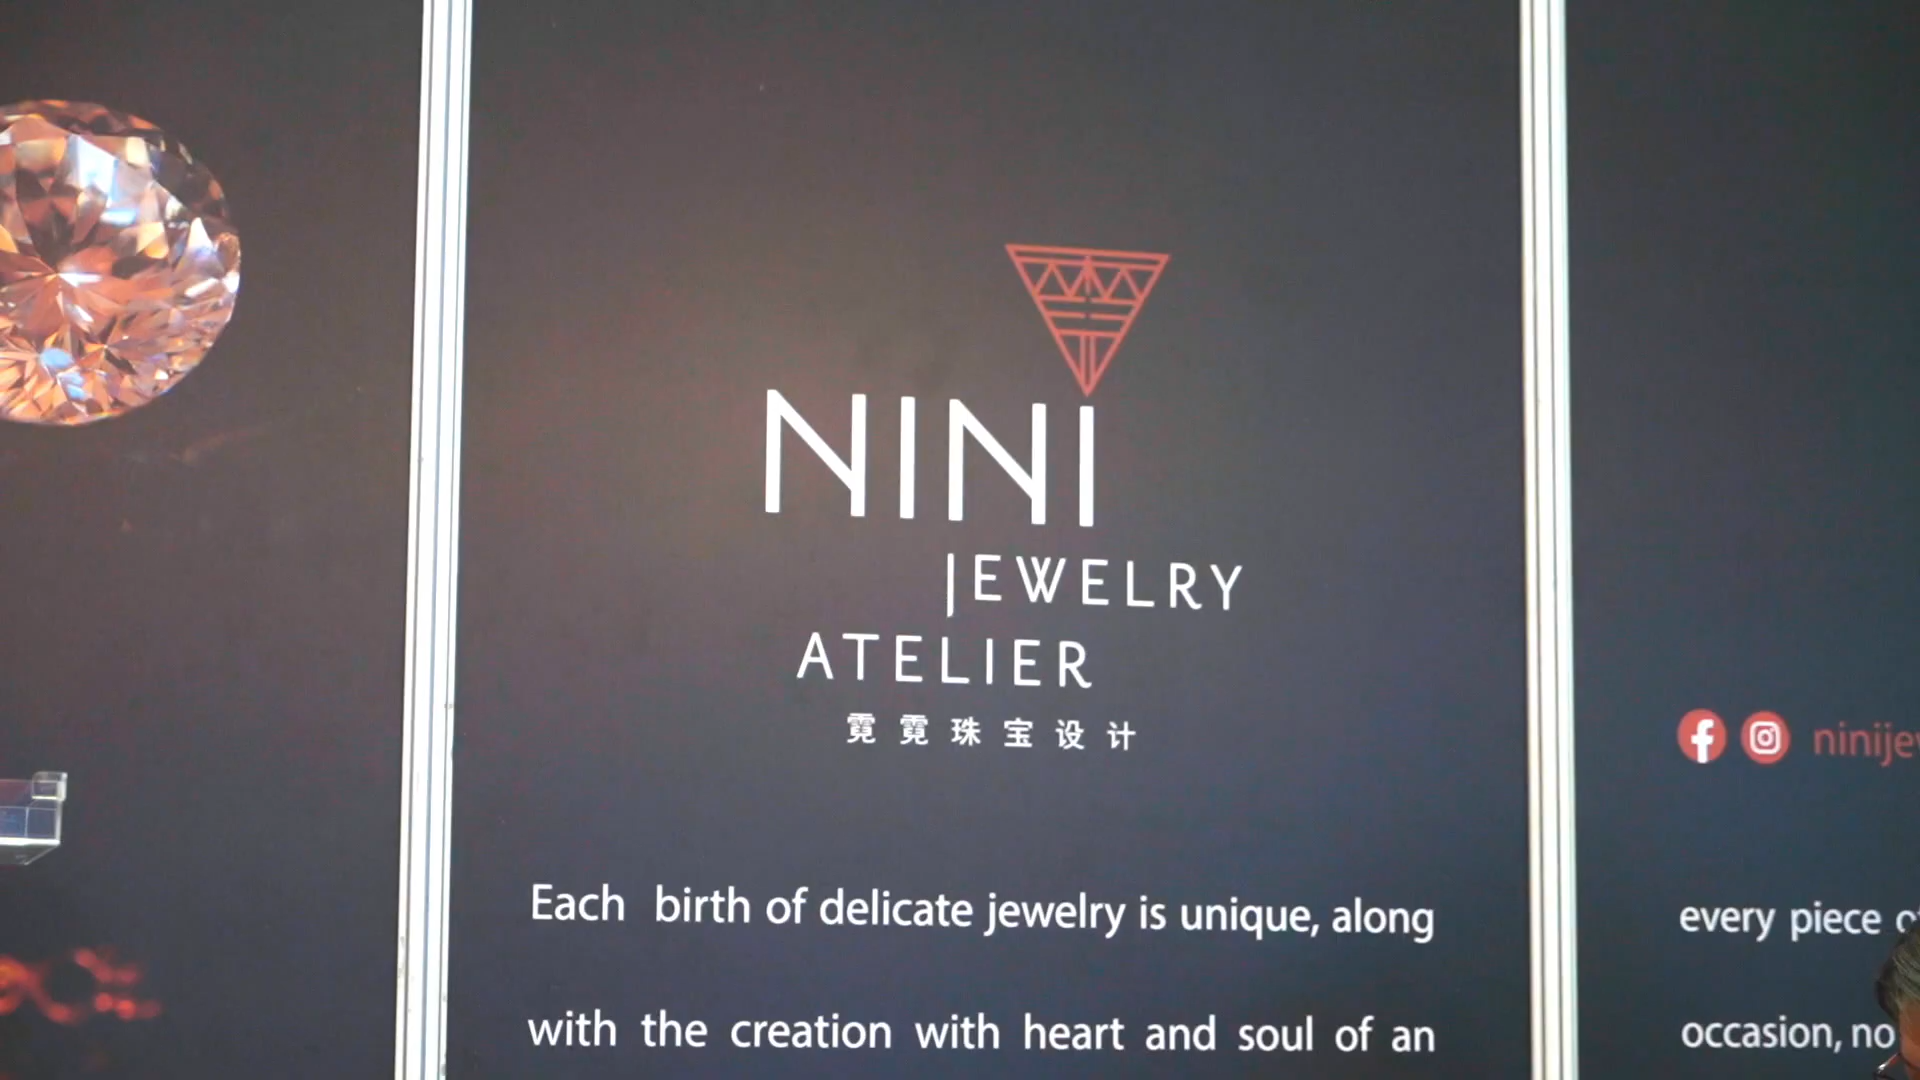 NINI
JEWELRY
ATELIER
霓霓珠宝设计
Each birth of delicate jewelry is unique, along
with the creation with heart and soul of an
every piece
occasion, no